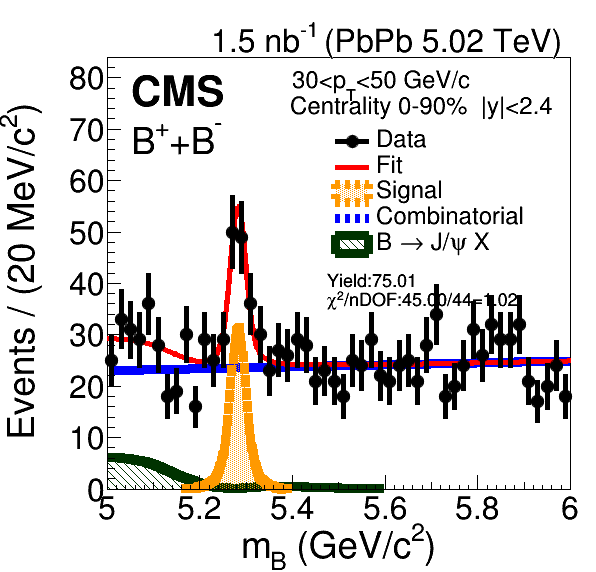 1.5 nb⁻¹ (PbPb 5.02 TeV)
CMS
30<p_T<50 GeV/c
Centrality 0-90% |y|<2.4
B⁺+B⁻
Data
Fit
Signal
Combinatorial
B → J/ψ X
Yield:75.01
χ²/nDOF:45.00/44=1.02
Events / (20 MeV/c²)
80
70
60
50
40
30
20
10
0
5 5.2 5.4 5.6 5.8 6
m_B (GeV/c²)